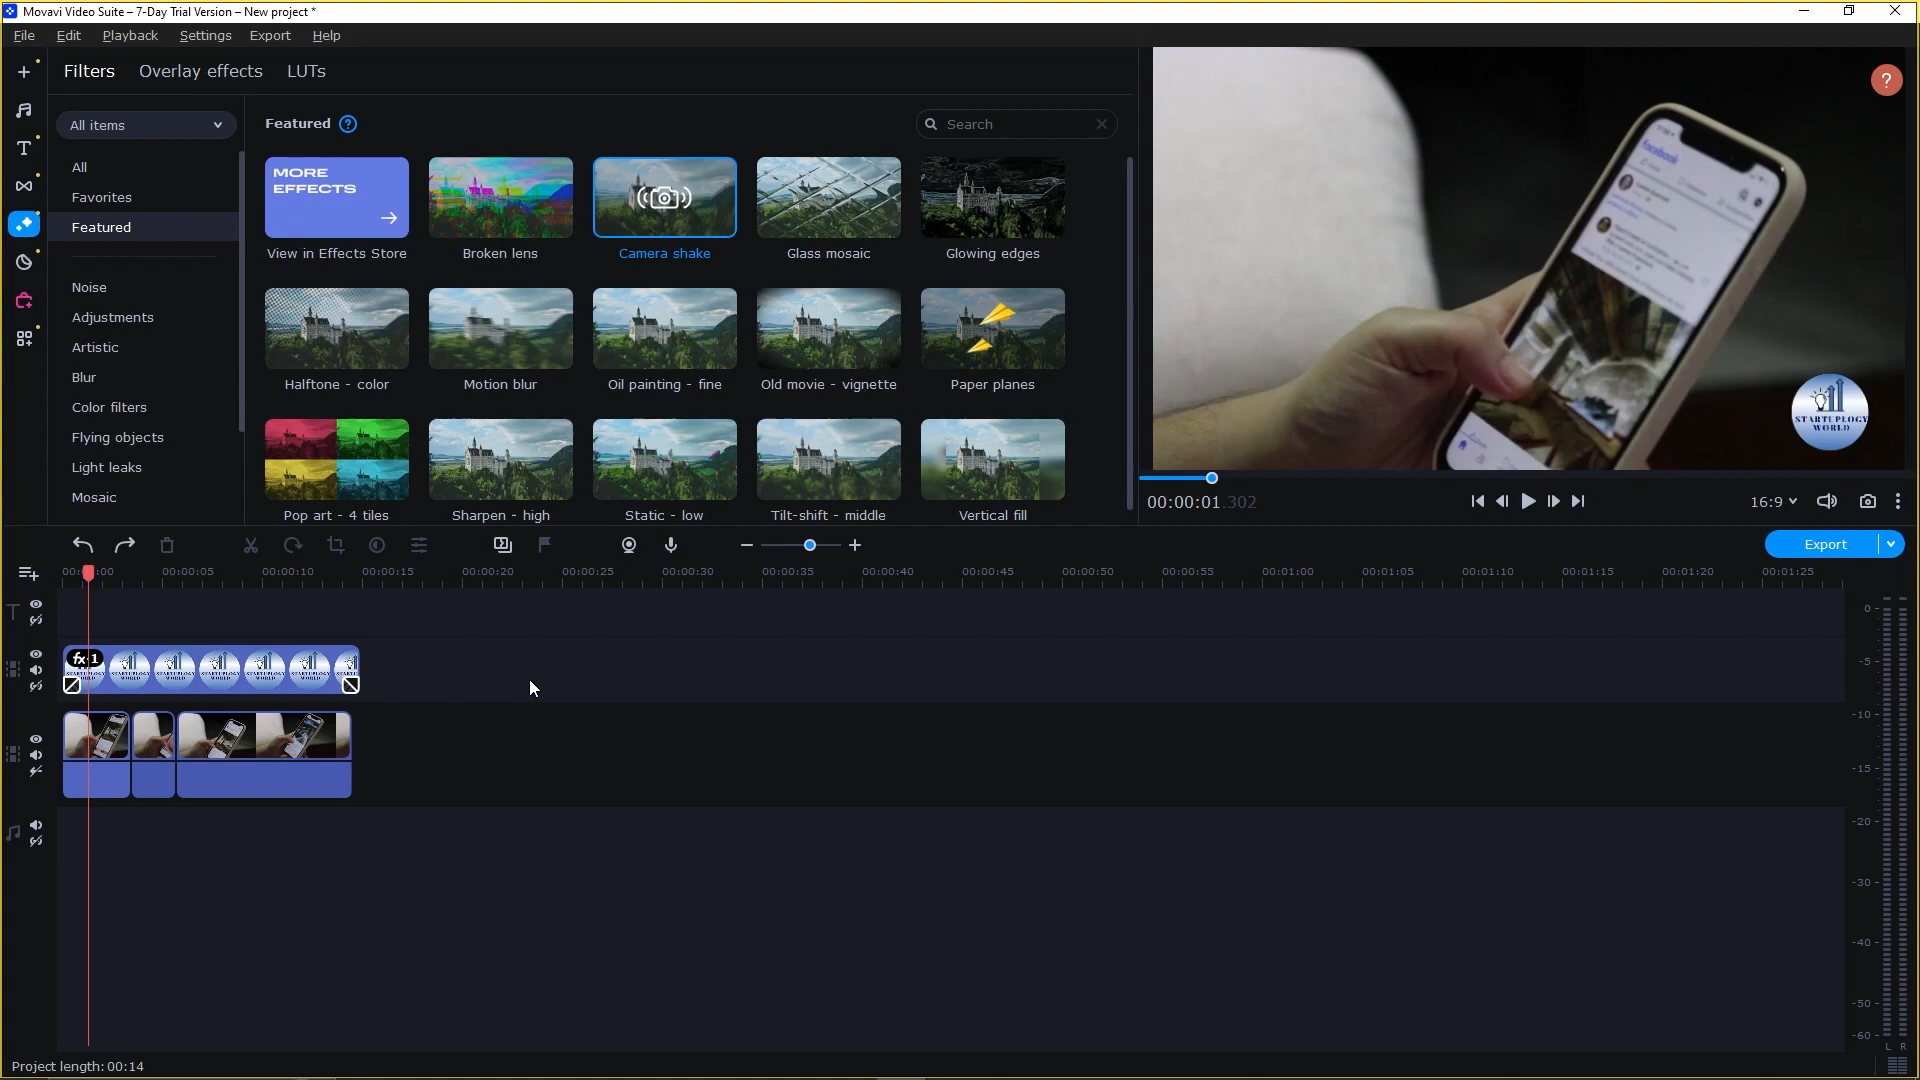 Movavi Video Suite – 7-Day Trial Version – New project *
File Edit Playback Settings Export Help
Filters Overlay effects LUTs
All items
Featured
Search
All
Favorites
Featured
Noise
Adjustments
Artistic
Blur
Color filters
Flying objects
Light leaks
Mosaic
MORE
EFFECTS
View in Effects Store Broken lens Camera shake Glass mosaic Glowing edges
Halftone - color Motion blur Oil painting - fine Old movie - vignette Paper planes
Pop art - 4 tiles Sharpen - high Static - low Tilt-shift - middle Vertical fill
facebook
STARTUPLOGY
WORLD
00:00:01.302
16:9
Export
00:00:05 00:00:10 00:00:15 00:00:20 00:00:25 00:00:30 00:00:35 00:00:40 00:00:45 00:00:50 00:00:55 00:01:00 00:01:05 00:01:10 00:01:15 00:01:20 00:01:25
fx·1
0
-5
-10
-15
-20
-30
-40
-50
-60
L R
Project length: 00:14